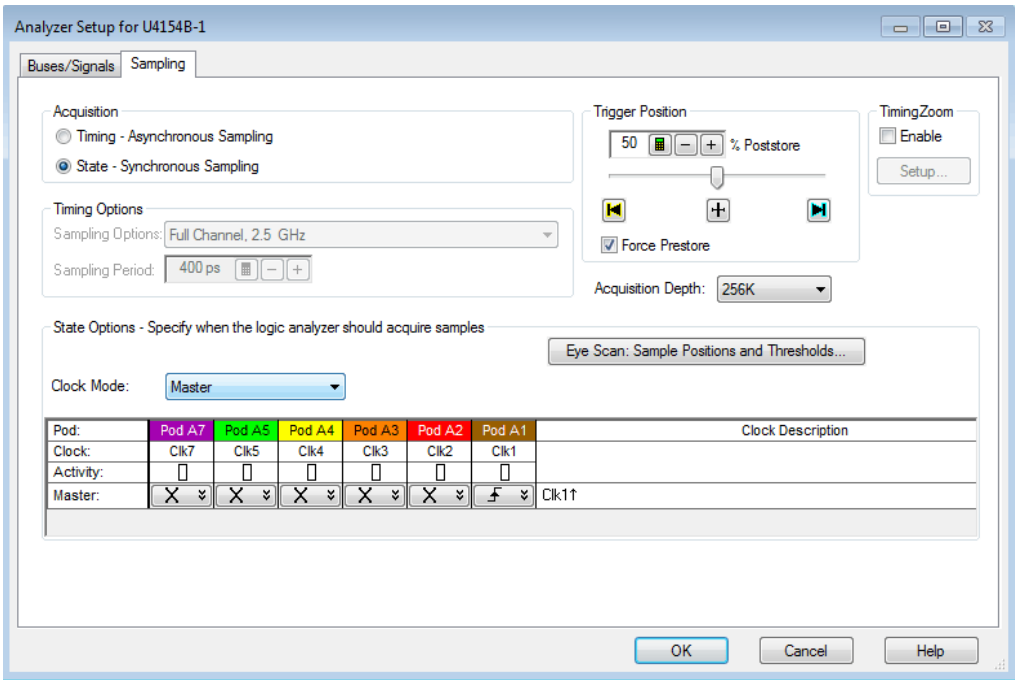 Analyzer Setup for U4154B-1
Buses/Signals Sampling
Acquisition
Timing - Asynchronous Sampling
State - Synchronous Sampling
Timing Options
Sampling Options: Full Channel, 2.5 GHz
Sampling Period: 400 ps
Trigger Position
50 % Poststore
Force Prestore
Acquisition Depth: 256K
TimingZoom
Enable
Setup...
State Options - Specify when the logic analyzer should acquire samples
Eye Scan: Sample Positions and Thresholds...
Clock Mode: Master
Pod: Pod A7 Pod A5 Pod A4 Pod A3 Pod A2 Pod A1 Clock Description
Clock: Clk7 Clk5 Clk4 Clk3 Clk2 Clk1
Activity:
Master: X X X X X Clk1↑
OK Cancel Help